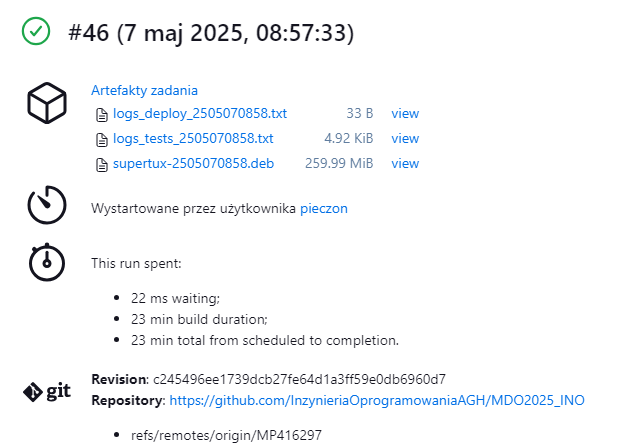 #46 (7 maj 2025, 08:57:33)
Artefakty zadania
logs_deploy_2505070858.txt 33 B view
logs_tests_2505070858.txt 4.92 KiB view
supertux-2505070858.deb 259.99 MiB view
Wystartowane przez użytkownika pieczon
This run spent:
22 ms waiting;
23 min build duration;
23 min total from scheduled to completion.
git
Revision: c245496ee1739dcb27fe64d1a3ff59e0db6960d7
Repository: https://github.com/InzynieriaOprogramowaniaAGH/MDO2025_INO
refs/remotes/origin/MP416297